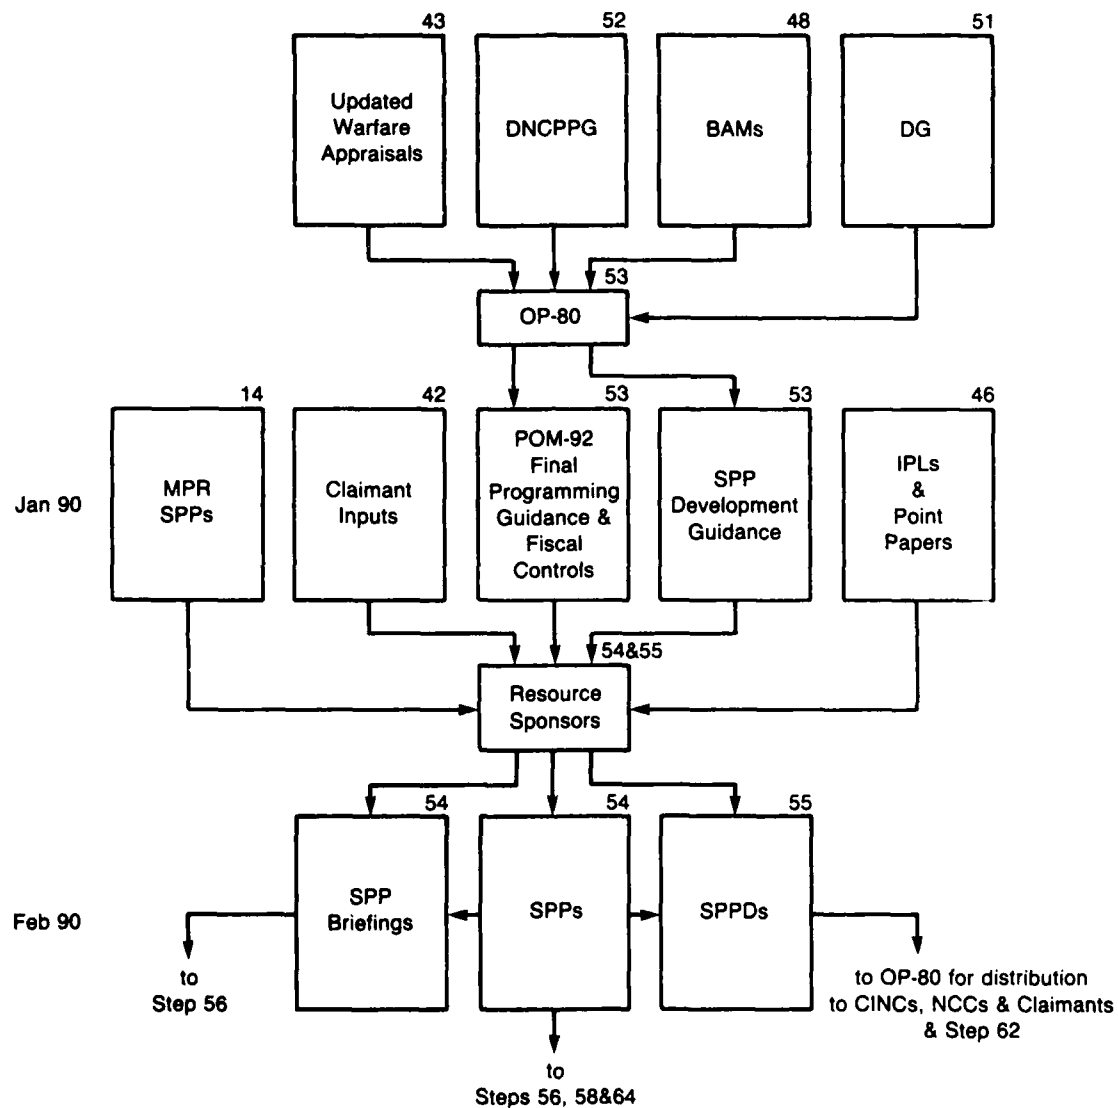 43
52
48
51
Updated
Warfare
Appraisals
DNCPPG
BAMs
DG
53
OP-80
14
42
53
53
46
Jan 90
MPR
SPPs
Claimant
Inputs
POM-92
Final
Programming
Guidance &
Fiscal
Controls
SPP
Development
Guidance
IPLs
&
Point
Papers
54&55
Resource
Sponsors
54
54
55
Feb 90
SPP
Briefings
SPPs
SPPDs
to
Step 56
to OP-80 for distribution
to CINCs, NCCs & Claimants
& Step 62
to
Steps 56, 58&64